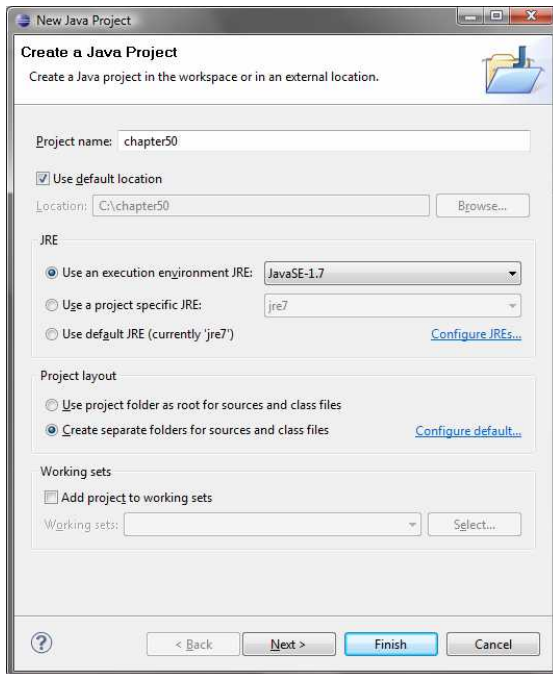 New Java Project
Create a Java Project
Create a Java project in the workspace or in an external location.
Project name: chapter50
Use default location
Location: C:\chapter50 Browse...
JRE
Use an execution environment JRE: JavaSE-1.7
Use a project specific JRE: jre7
Use default JRE (currently 'jre7') Configure JREs...
Project layout
Use project folder as root for sources and class files
Create separate folders for sources and class files Configure default...
Working sets
Add project to working sets
Working sets: Select...
? < Back Next > Finish Cancel